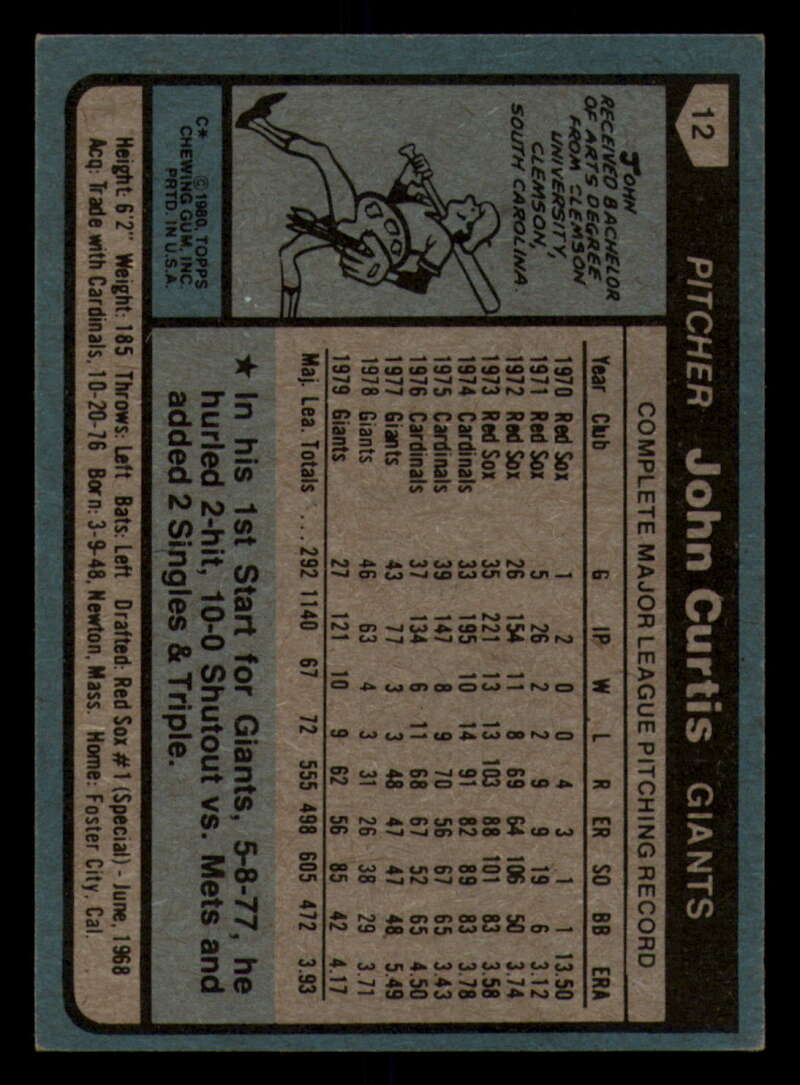 12 PITCHER John Curtis GIANTS
JOHN
RECEIVED BACHELOR
OF ARTS DEGREE
FROM CLEMSON
UNIVERSITY,
CLEMSON,
SOUTH CAROLINA.
C* © 1980, TOPPS
CHEWING GUM, INC.
PRTD. IN U.S.A.
COMPLETE MAJOR LEAGUE PITCHING RECORD
Year Club G IP W L R ER SO BB ERA
1970 Red Sox 1 2 0 0 4 3 1 1 13.50
1971 Red Sox 5 26 2 2 9 9 19 6 3.12
1972 Red Sox 26 154 11 8 69 64 106 50 3.74
1973 Red Sox 35 221 13 13 103 88 101 83 3.58
1974 Cardinals 33 195 10 14 91 82 89 83 3.78
1975 Cardinals 39 147 8 9 70 56 67 65 3.43
1976 Cardinals 37 134 6 11 68 67 52 65 4.50
1977 Giants 43 77 3 3 48 47 47 48 5.49
1978 Giants 46 63 4 3 31 26 38 29 3.71
1979 Giants 27 121 10 9 62 56 85 42 4.17
Maj. Lea. Totals ... 292 1140 67 72 555 498 605 472 3.93
★ In his 1st Start for Giants, 5-8-77, he
hurled 2-hit, 10-0 Shutout vs. Mets and
added 2 Singles & Triple.
Height: 6'2" Weight: 185 Throws: Left Bats: Left Drafted: Red Sox #1 (Special) - June, 1968
Acq: Trade with Cardinals, 10-20-76 Born: 3-9-48, Newton, Mass. Home: Foster City, Cal.